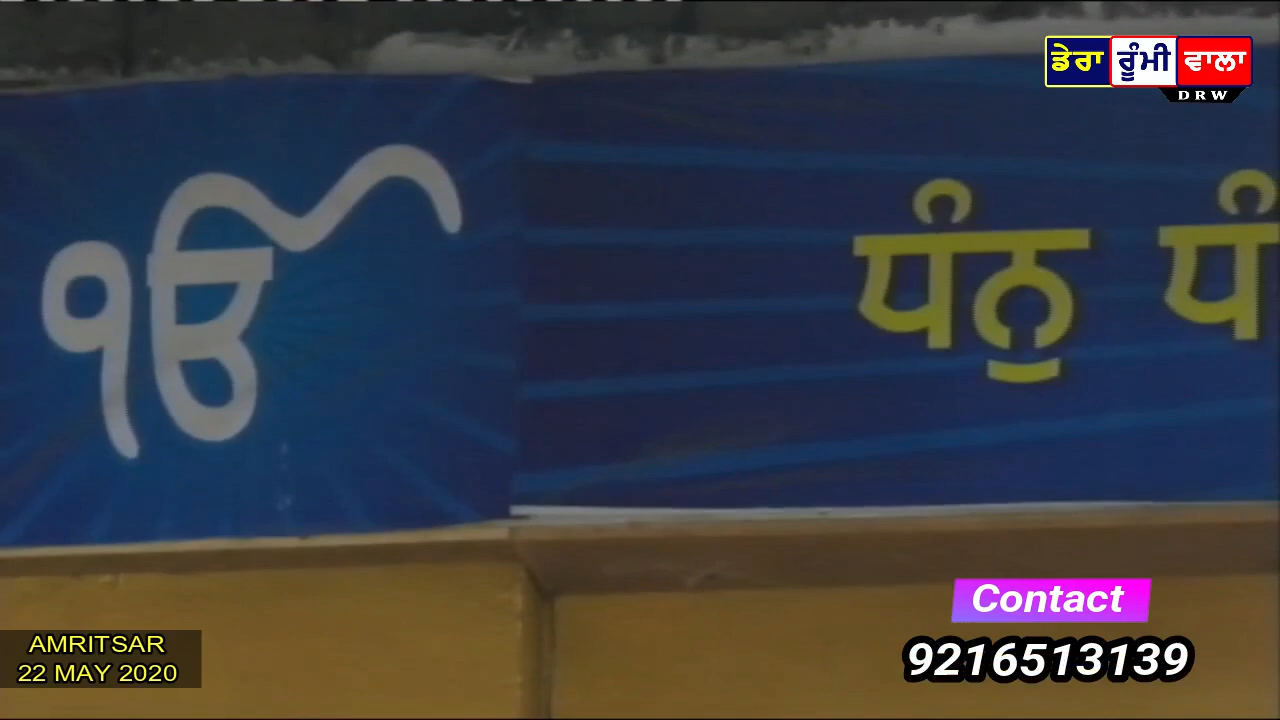 ਡੇਰਾ ਰੂੰਮੀ ਵਾਲਾ
DRW
ੴ ਧੰਨੁ
Contact
9216513139
AMRITSAR
22 MAY 2020